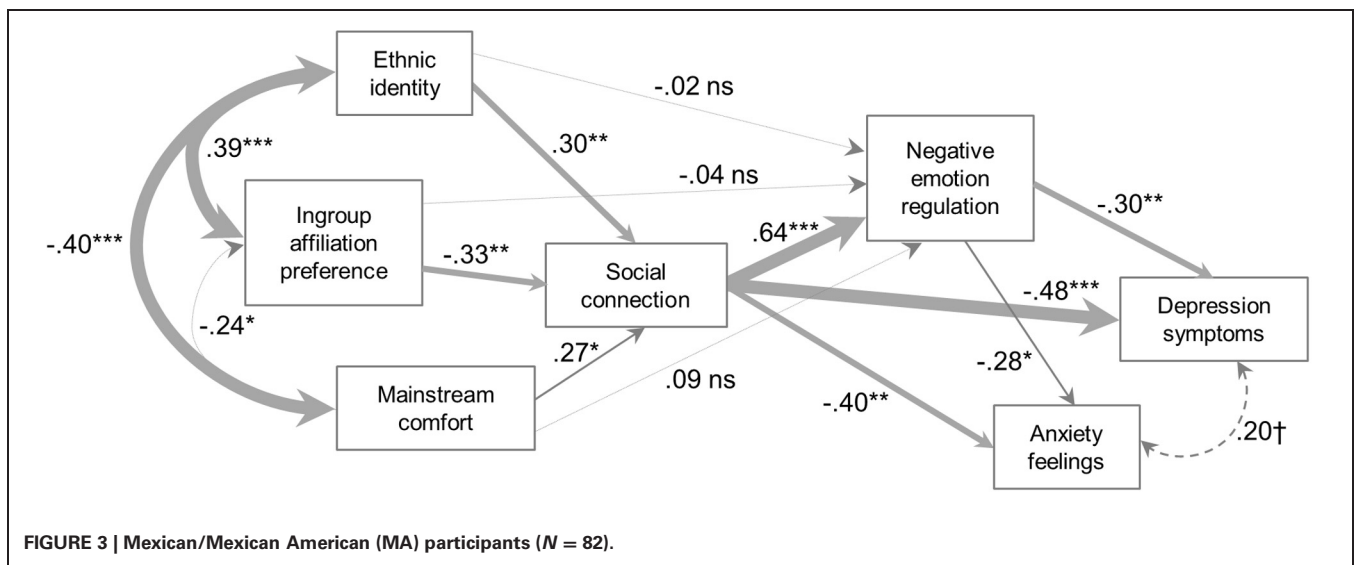 Ethnic
identity
-.02 ns
.39***
.30**
Negative
emotion
regulation
-.04 ns
Ingroup
affiliation
preference
-.30**
-.40***
-.33**
.64***
Social
connection
-.48***
Depression
symptoms
-.24*
.27*
-.28*
.09 ns
Mainstream
comfort
-.40**
Anxiety
feelings
.20†
FIGURE 3 | Mexican/Mexican American (MA) participants (N = 82).